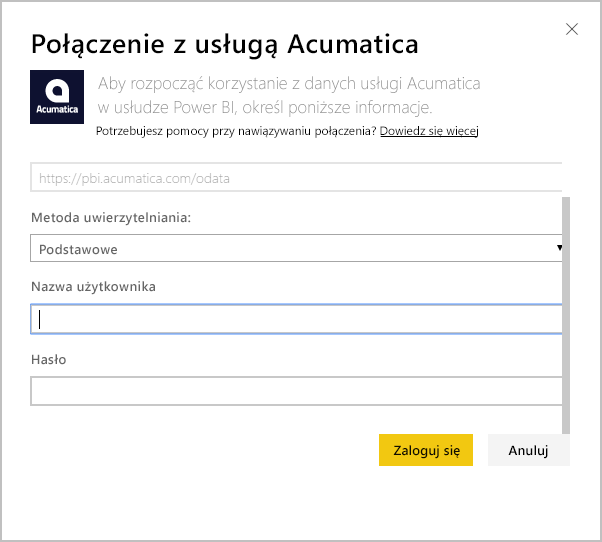 Połączenie z usługą Acumatica
Acumatica
Aby rozpocząć korzystanie z danych usługi Acumatica
w usłudze Power BI, określ poniższe informacje.
Potrzebujesz pomocy przy nawiązywaniu połączenia? Dowiedz się więcej
https://pbi.acumatica.com/odata
Metoda uwierzytelniania:
Podstawowe
Nazwa użytkownika
Hasło
Zaloguj się
Anuluj